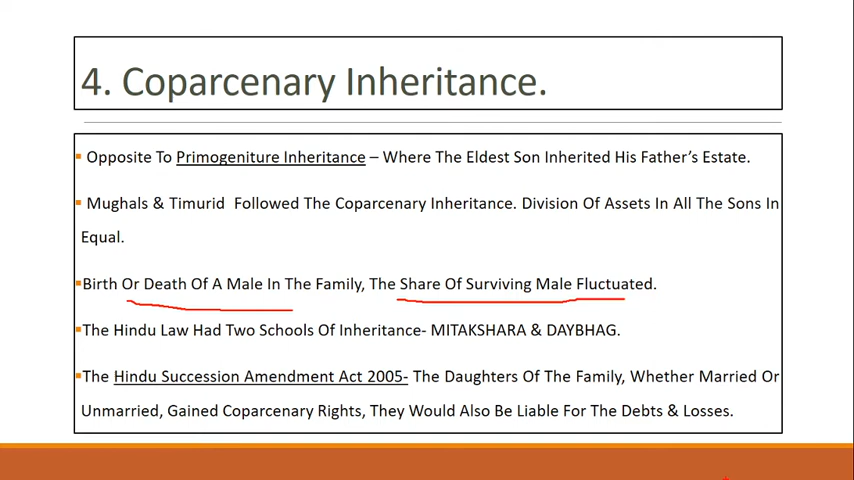 4. Coparcenary Inheritance.
Opposite To Primogeniture Inheritance – Where The Eldest Son Inherited His Father's Estate.
Mughals & Timurid Followed The Coparcenary Inheritance. Division Of Assets In All The Sons In
Equal.
Birth Or Death Of A Male In The Family, The Share Of Surviving Male Fluctuated.
The Hindu Law Had Two Schools Of Inheritance- MITAKSHARA & DAYBHAG.
The Hindu Succession Amendment Act 2005- The Daughters Of The Family, Whether Married Or
Unmarried, Gained Coparcenary Rights, They Would Also Be Liable For The Debts & Losses.